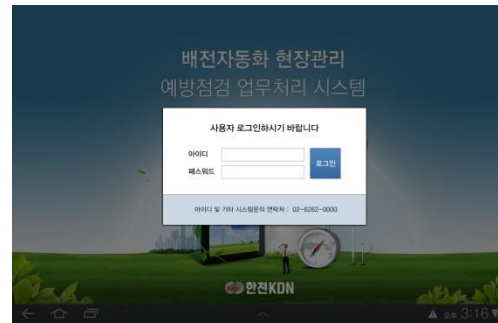 배전자동화 현장관리
예방점검 업무처리 시스템
사용자 로그인하시기 바랍니다
아이디
패스워드
로그인
아이디 및 기타 시스템문의 연락처 : 02-6262-0000
한전KDN
오후 3:16